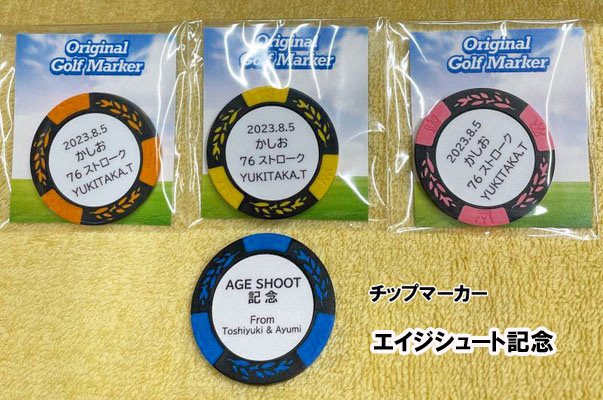 Original
Golf Marker
2023.8.5
かしお
76 ストローク
YUKITAKA.T
Original
Golf Marker
2023.8.5
かしお
76 ストローク
YUKITAKA.T
Original
Golf Marker
2023.8.5
かしお
76 ストローク
YUKITAKA.T
AGE SHOOT
記念
From
Toshiyuki & Ayumi
チップマーカー
エイジシュート記念